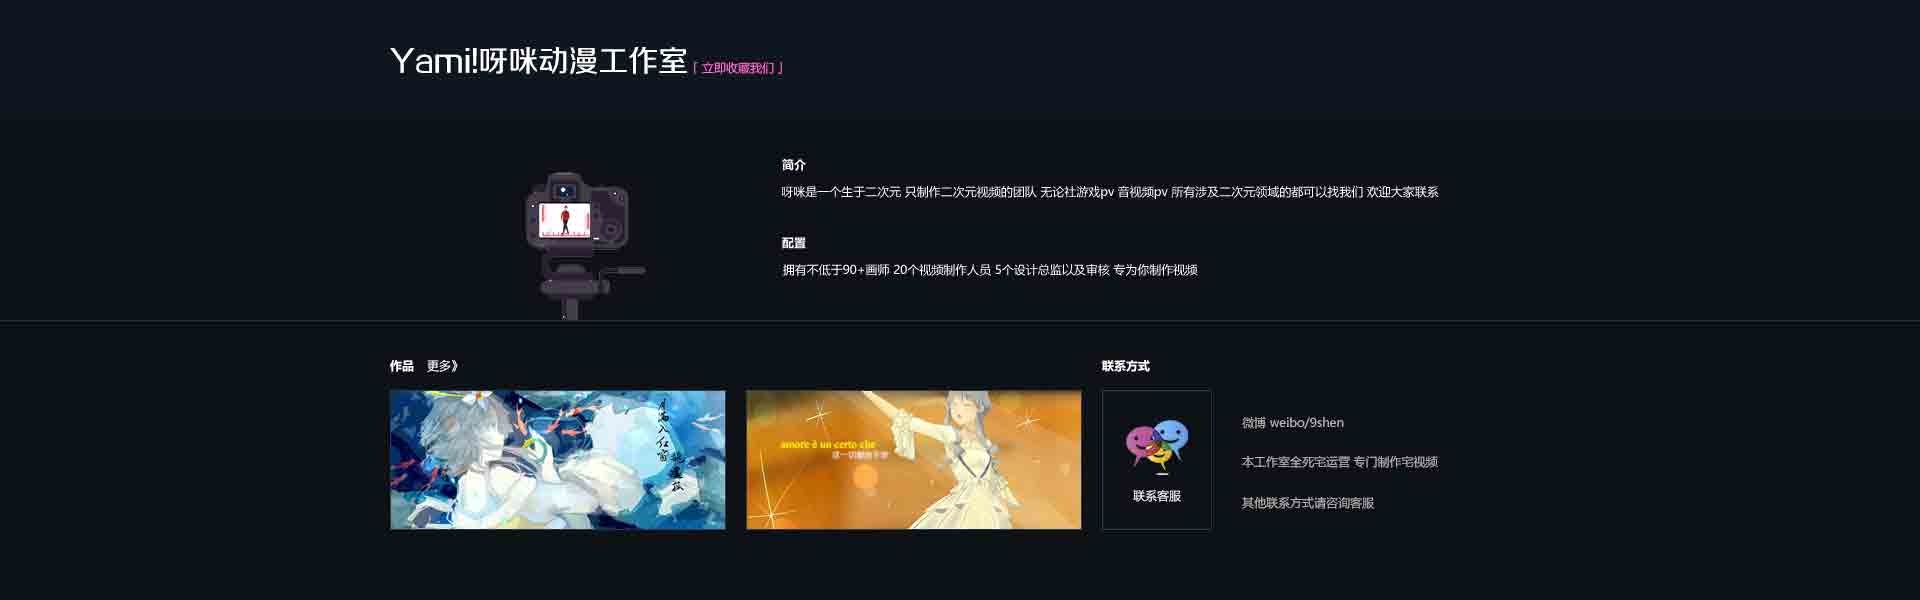 Yami!呀咪动漫工作室「 立即收藏我们 」
简介
呀咪是一个生于二次元 只制作二次元视频的团队 无论社游戏pv 音视频pv 所有涉及二次元领域的都可以找我们 欢迎大家联系
配置
拥有不低于90+画师 20个视频制作人员 5个设计总监以及审核 专为你制作视频
作品 更多》
月满入红窗
amore è un certo che
联系方式
联系客服
微博 weibo/9shen
本工作室全死宅运营 专门制作宅视频
其他联系方式请咨询客服